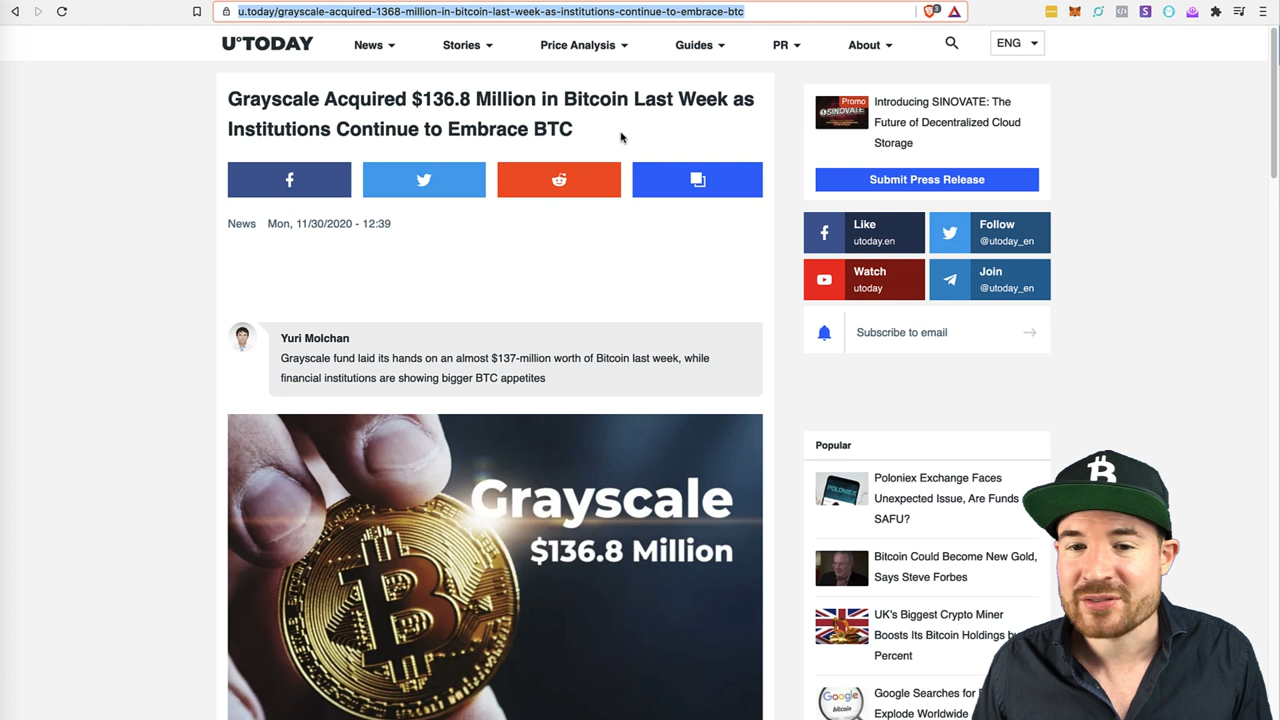 u.today/grayscale-acquired-1368-million-in-bitcoin-last-week-as-institutions-continue-to-embrace-btc
U°TODAY
News
Stories
Price Analysis
Guides
PR
About
ENG
Grayscale Acquired $136.8 Million in Bitcoin Last Week as
Institutions Continue to Embrace BTC
News Mon, 11/30/2020 - 12:39
Yuri Molchan
Grayscale fund laid its hands on an almost $137-million worth of Bitcoin last week, while
financial institutions are showing bigger BTC appetites
Grayscale
$136.8 Million
Promo
SINOVATE
Introducing SINOVATE: The
Future of Decentralized Cloud
Storage
Submit Press Release
Like
utoday.en
Follow
@utoday_en
Watch
utoday
Join
@utoday_en
Subscribe to email
Popular
POLONIEX
Poloniex Exchange Faces
Unexpected Issue, Are Funds
SAFU?
Bitcoin Could Become New Gold,
Says Steve Forbes
UK's Biggest Crypto Miner
Boosts Its Bitcoin Holdings by
Percent
Google
bitcoin
Google Searches for
Explode Worldwide